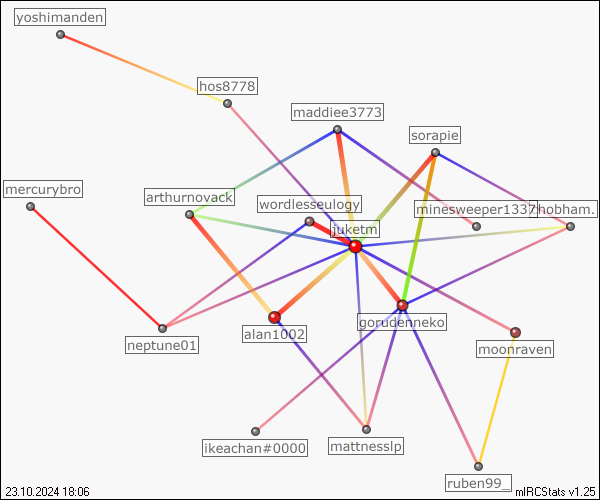 yoshimanden
hos8778
maddiee3773
sorapie
mercurybro
arthurnovack
wordlesseulogy
minesweeper1337
hobham.
juketm
gorudenneko
alan1002
neptune01
moonraven
ikeachan#0000
mattnesslp
ruben99_
23.10.2024 18:06
mIRCStats v1.25